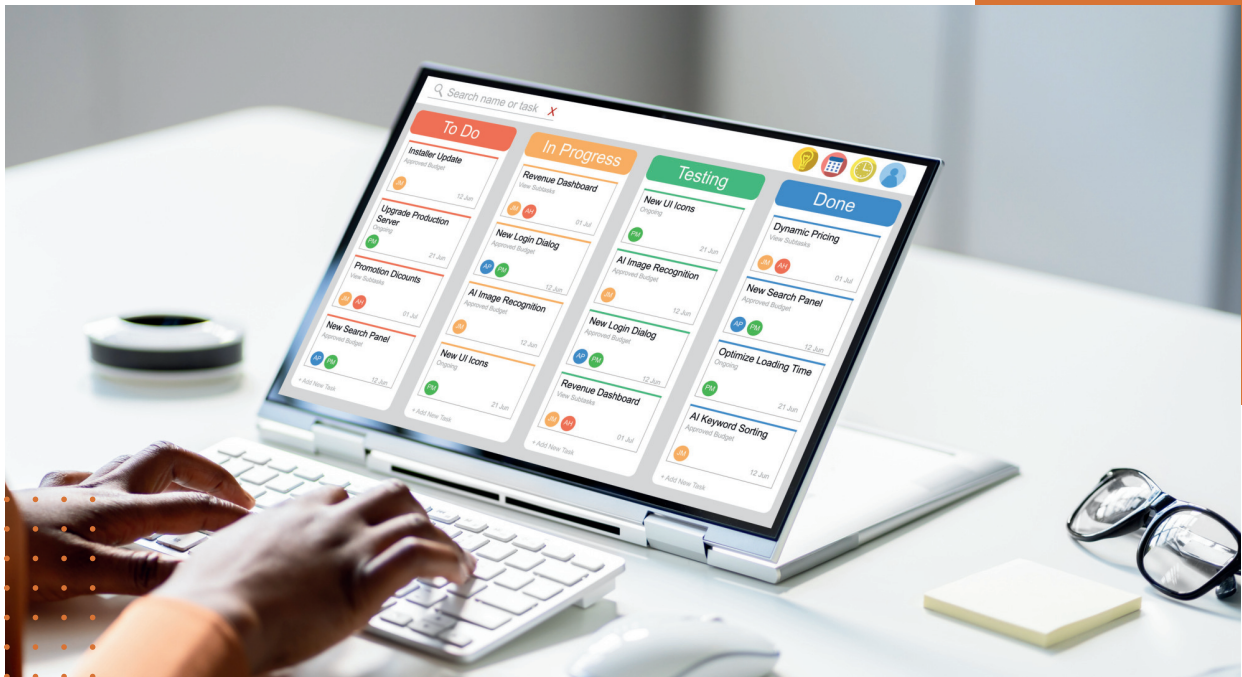 Search name or task X
To Do
Installer Update
Approved Budget
JM
12 Jun
Upgrade Production
Server
Ongoing
PM
21 Jun
Promotion Dicounts
View Subtasks
JM AH
01 Jul
New Search Panel
Approved Budget
AP PM
12 Jun
+ Add New Task
In Progress
Revenue Dashboard
View Subtasks
JM AH
01 Jul
New Login Dialog
Approved Budget
AP PM
12 Jun
AI Image Recognition
Approved Budget
JM
12 Jun
New UI Icons
Ongoing
PM
21 Jun
+ Add New Task
Testing
New UI Icons
Ongoing
PM
21 Jun
AI Image Recognition
Approved Budget
JM
12 Jun
New Login Dialog
Approved Budget
AP PM
12 Jun
Revenue Dashboard
View Subtasks
JM AH
01 Jul
+ Add New Task
Done
Dynamic Pricing
View Subtasks
JM AH
01 Jul
New Search Panel
Approved Budget
AP PM
12 Jun
Optimize Loading Time
Ongoing
PM
21 Jun
AI Keyword Sorting
Approved Budget
JM
12 Jun
+ Add New Task